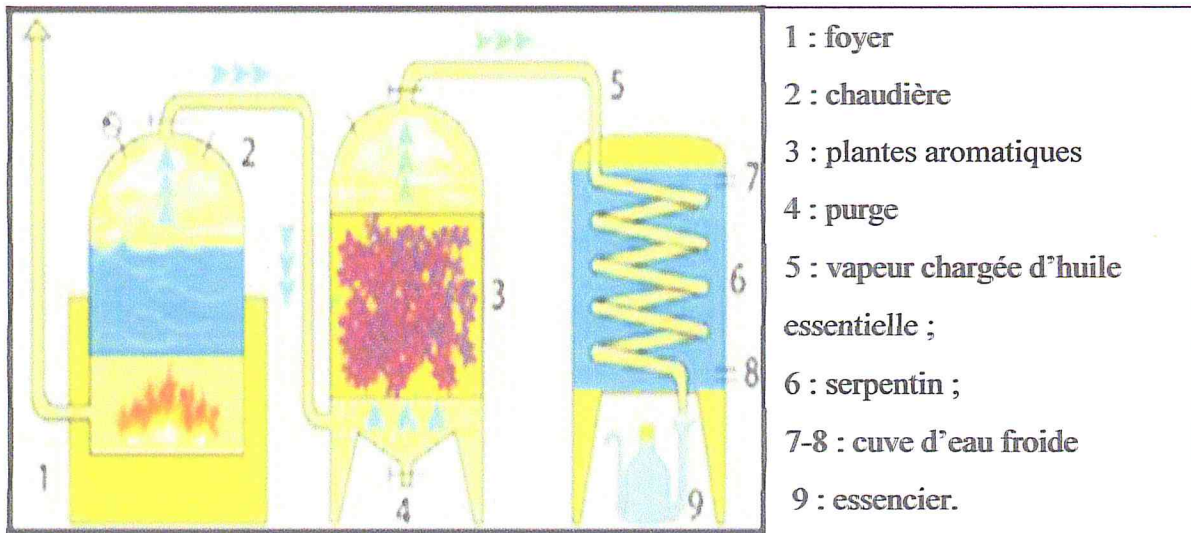 1 : foyer
2 : chaudière
3 : plantes aromatiques
4 : purge
5 : vapeur chargée d'huile
essentielle ;
6 : serpentin ;
7-8 : cuve d'eau froide
9 : essencier.
2
5
7
3
6
8
1
4
9